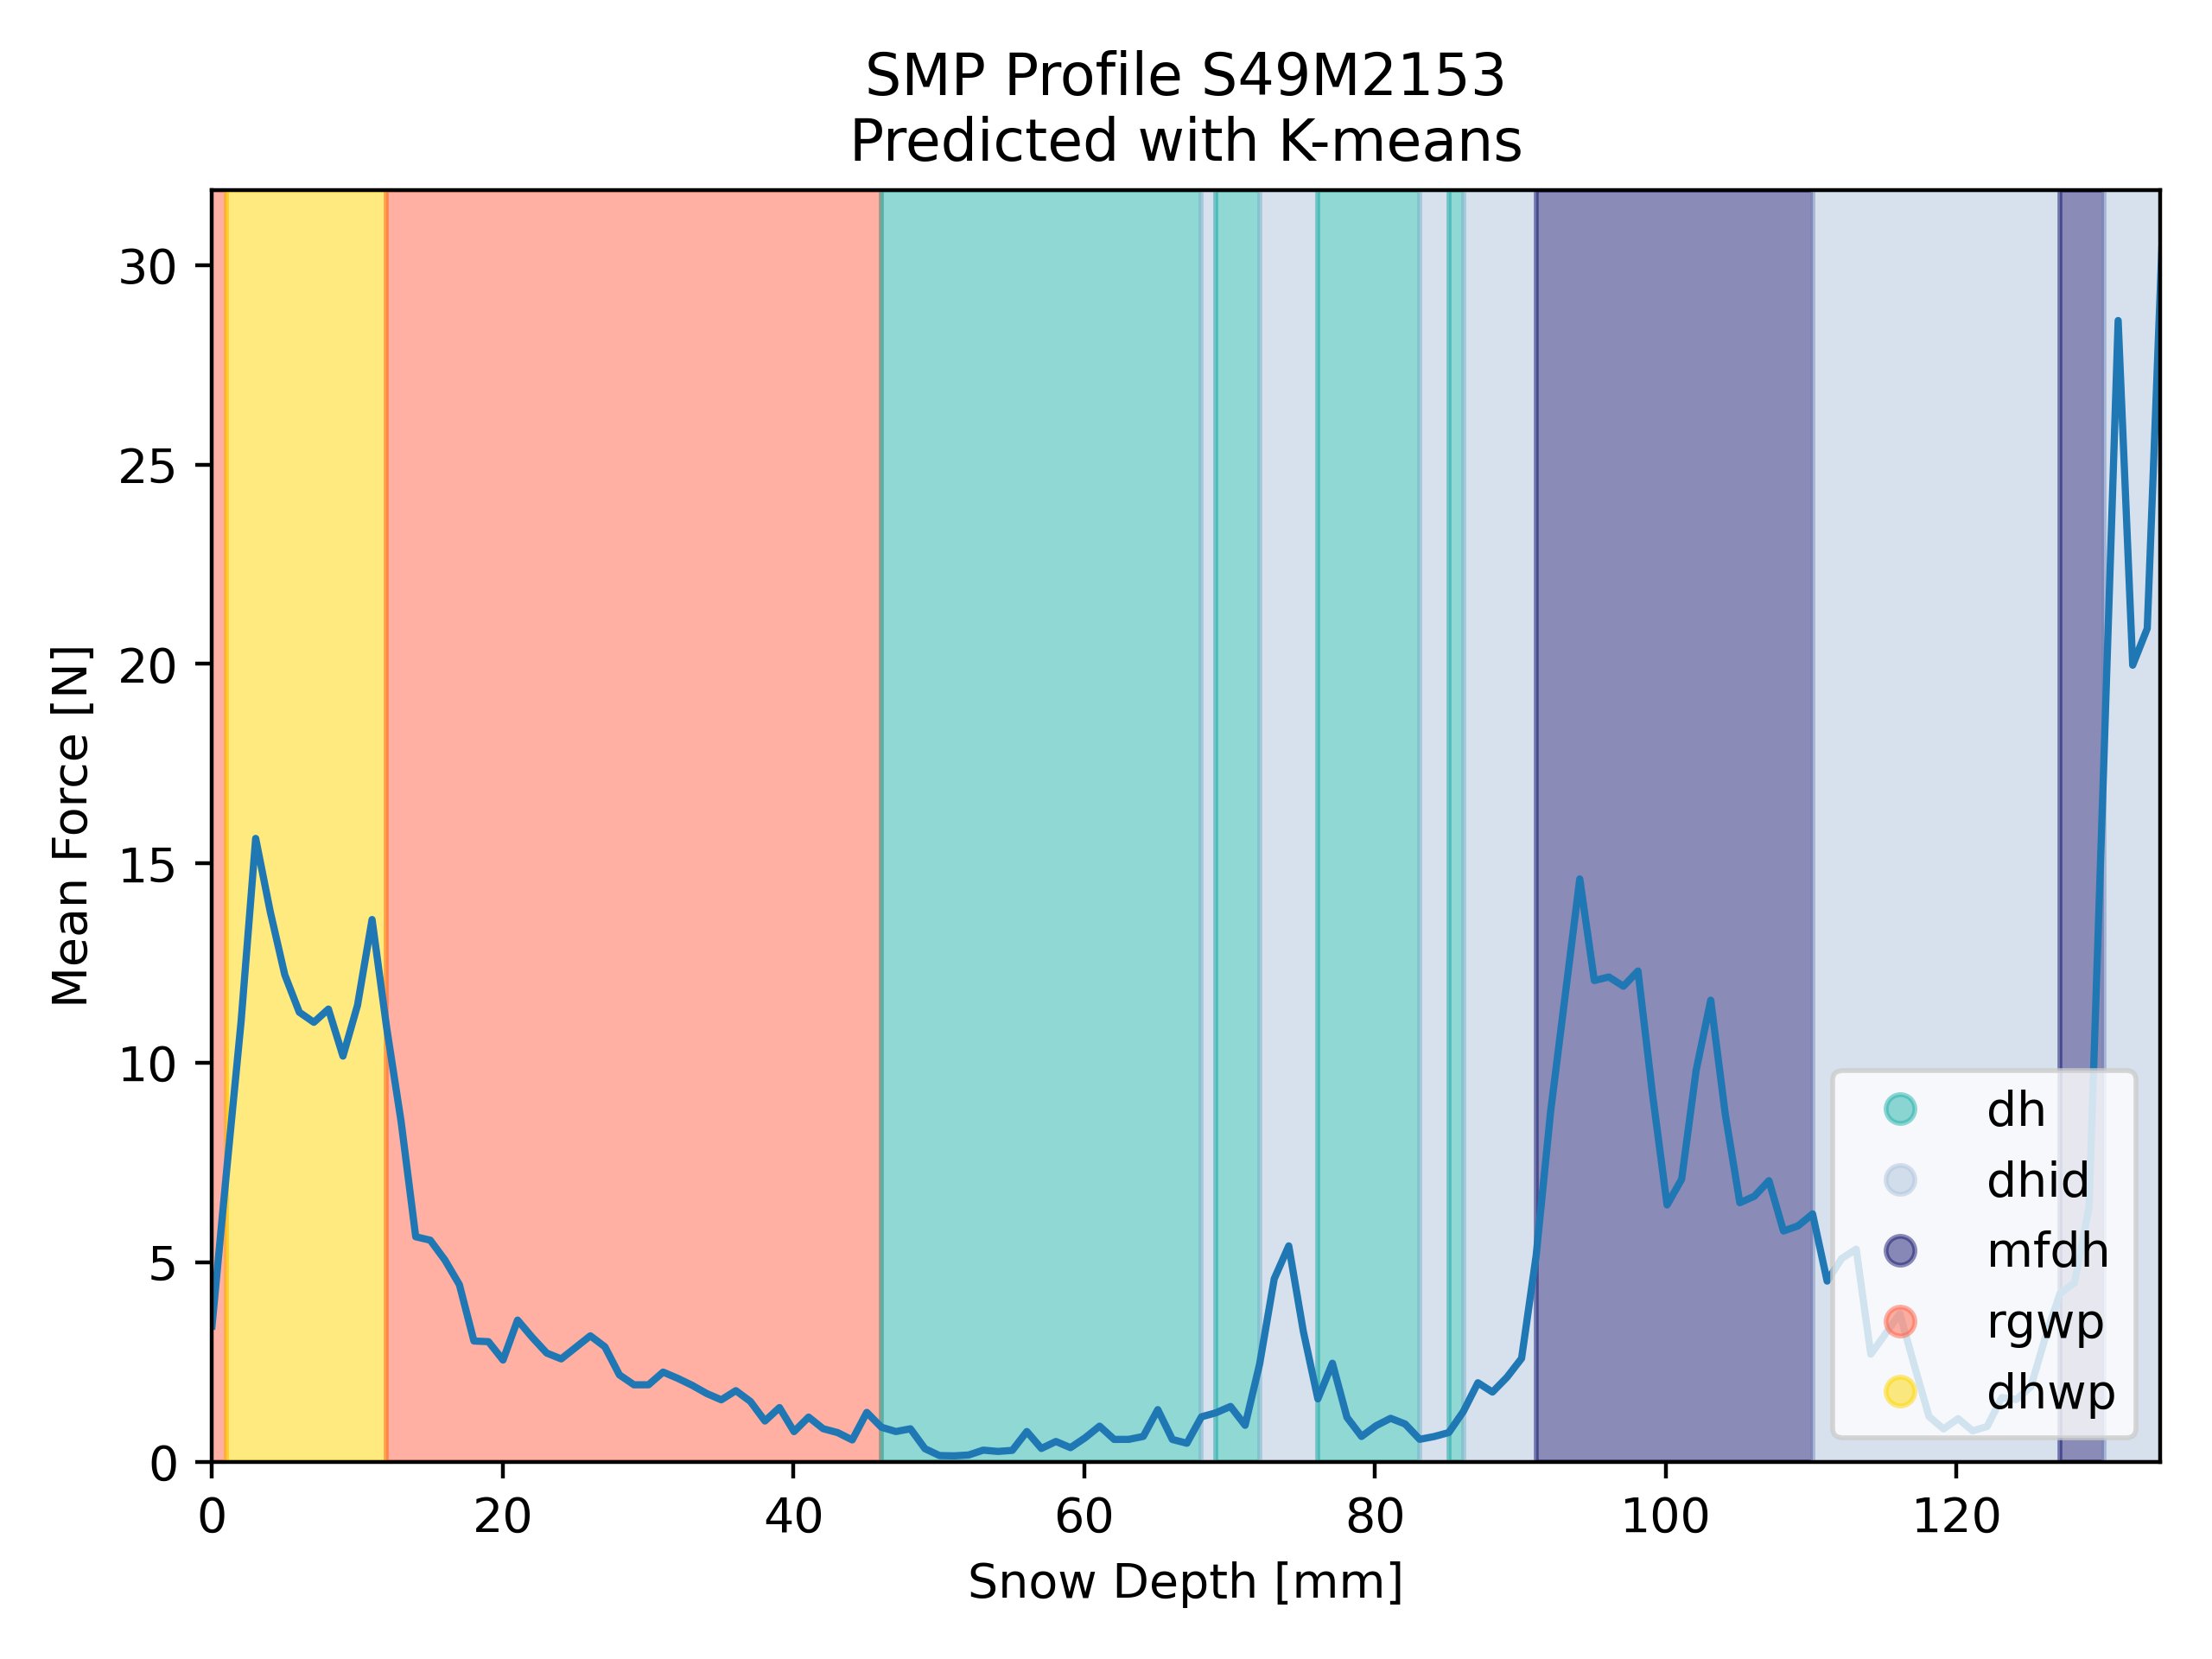 SMP Profile S49M2153
Predicted with K-means
Mean Force [N]
30
25
20
15
10
5
0
dh
dhid
mfdh
rgwp
dhwp
0 20 40 60 80 100 120
Snow Depth [mm]